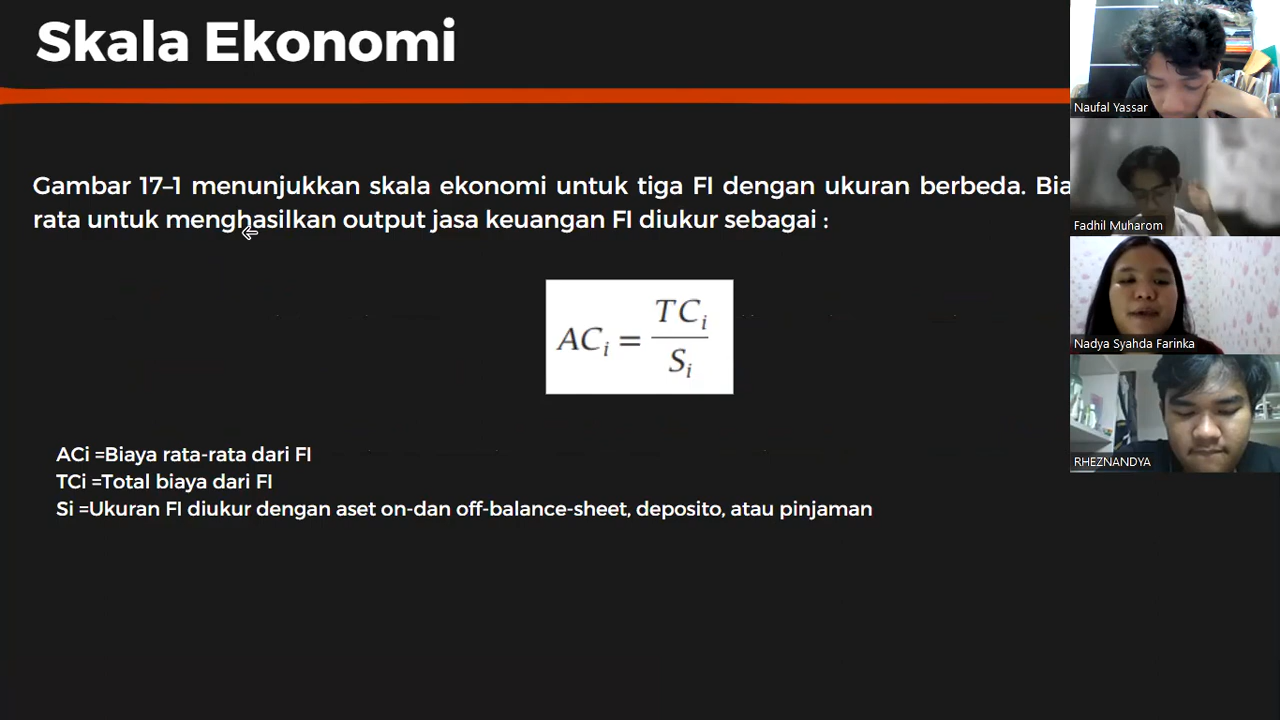 Skala Ekonomi
Gambar 17–1 menunjukkan skala ekonomi untuk tiga FI dengan ukuran berbeda.
rata untuk menghasilkan output jasa keuangan FI diukur sebagai :
ACi = TCi / Si
ACi =Biaya rata-rata dari FI
TCi =Total biaya dari FI
Si =Ukuran FI diukur dengan aset on-dan off-balance-sheet, deposito, atau pinjaman
Naufal Yassar
Fadhil Muharom
Nadya Syahda Farinka
RHEZNANDYA